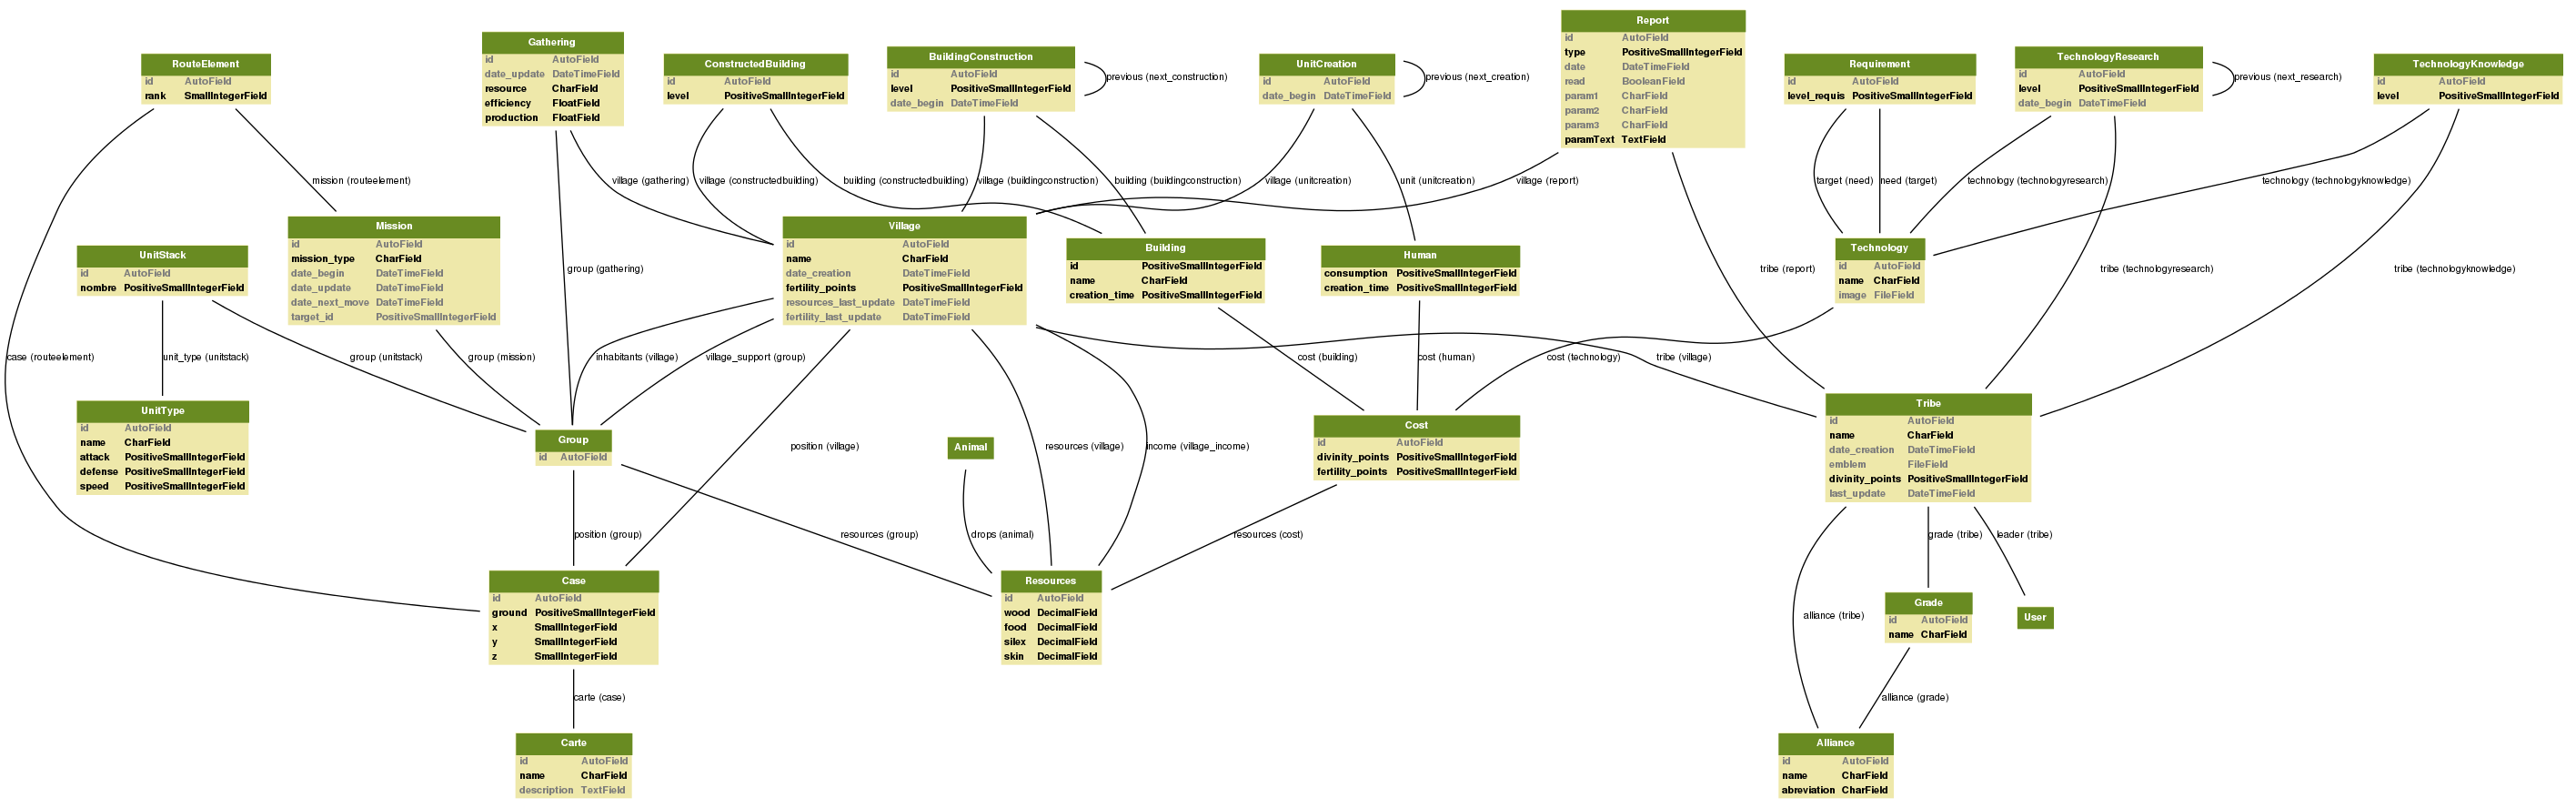 Report
id AutoField
type PositiveSmallIntegerField
date DateTimeField
read BooleanField
param1 CharField
param2 CharField
param3 CharField
paramText TextField
Gathering
id AutoField
date_update DateTimeField
resource CharField
efficiency FloatField
production FloatField
RouteElement
id AutoField
rank SmallIntegerField
ConstructedBuilding
id AutoField
level PositiveSmallIntegerField
BuildingConstruction
id AutoField
level PositiveSmallIntegerField
date_begin DateTimeField
previous (next_construction)
UnitCreation
id AutoField
date_begin DateTimeField
previous (next_creation)
Requirement
id AutoField
level_requis PositiveSmallIntegerField
TechnologyResearch
id AutoField
level PositiveSmallIntegerField
date_begin DateTimeField
previous (next_research)
TechnologyKnowledge
id AutoField
level PositiveSmallIntegerField
mission (routeelement)
village (gathering)
village (constructedbuilding)
building (constructedbuilding)
village (buildingconstruction)
building (buildingconstruction)
village (unitcreation)
unit (unitcreation)
village (report)
target (need)
need (target)
technology (technologyresearch)
technology (technologyknowledge)
UnitStack
id AutoField
nombre PositiveSmallIntegerField
Mission
id AutoField
mission_type CharField
date_begin DateTimeField
date_update DateTimeField
date_next_move DateTimeField
target_id PositiveSmallIntegerField
group (gathering)
Village
id AutoField
name CharField
date_creation DateTimeField
fertility_points PositiveSmallIntegerField
resources_last_update DateTimeField
fertility_last_update DateTimeField
Building
id PositiveSmallIntegerField
name CharField
creation_time PositiveSmallIntegerField
Human
consumption PositiveSmallIntegerField
creation_time PositiveSmallIntegerField
tribe (report)
Technology
id AutoField
name CharField
image FileField
tribe (technologyresearch)
tribe (technologyknowledge)
case (routeelement)
unit_type (unitstack)
group (unitstack)
group (mission)
inhabitants (village)
village_support (group)
cost (building)
cost (human)
cost (technology)
tribe (village)
UnitType
id AutoField
name CharField
attack PositiveSmallIntegerField
defense PositiveSmallIntegerField
speed PositiveSmallIntegerField
Group
id AutoField
position (village)
Animal
resources (village)
income (village_income)
Cost
id AutoField
divinity_points PositiveSmallIntegerField
fertility_points PositiveSmallIntegerField
Tribe
id AutoField
name CharField
date_creation DateTimeField
emblem FileField
divinity_points PositiveSmallIntegerField
last_update DateTimeField
position (group)
resources (group)
drops (animal)
resources (cost)
grade (tribe)
leader (tribe)
Case
id AutoField
ground PositiveSmallIntegerField
x SmallIntegerField
y SmallIntegerField
z SmallIntegerField
Resources
id AutoField
wood DecimalField
food DecimalField
silex DecimalField
skin DecimalField
alliance (tribe)
Grade
id AutoField
name CharField
User
carte (case)
alliance (grade)
Carte
id AutoField
name CharField
description TextField
Alliance
id AutoField
name CharField
abreviation CharField